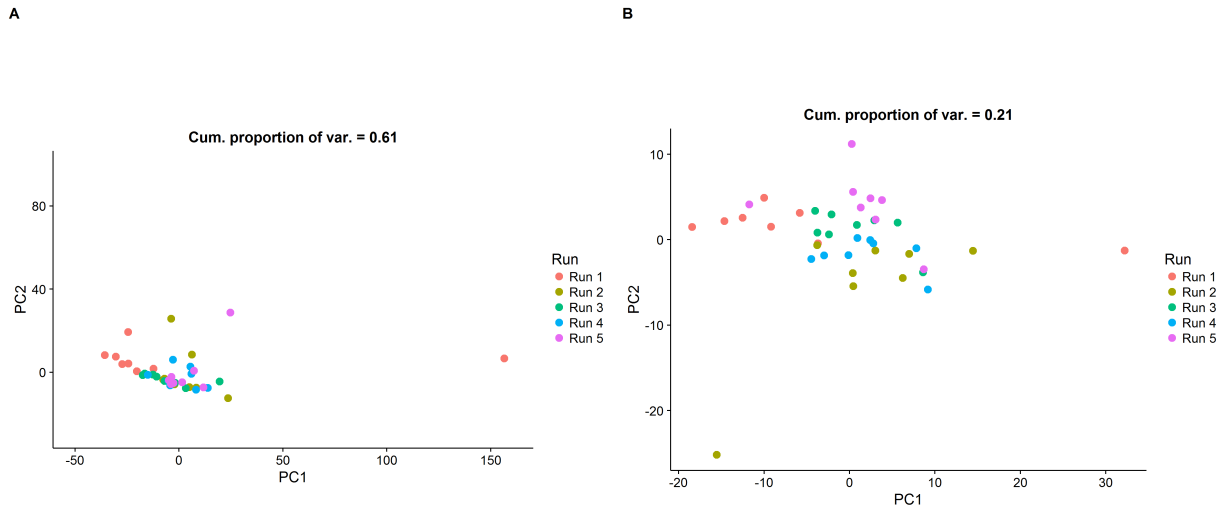 A
Cum. proportion of var. = 0.61
80
40
0
PC2
-50 0 50 100 150
PC1
Run
Run 1
Run 2
Run 3
Run 4
Run 5
B
Cum. proportion of var. = 0.21
10
0
-10
-20
PC2
-20 -10 0 10 20 30
PC1
Run
Run 1
Run 2
Run 3
Run 4
Run 5